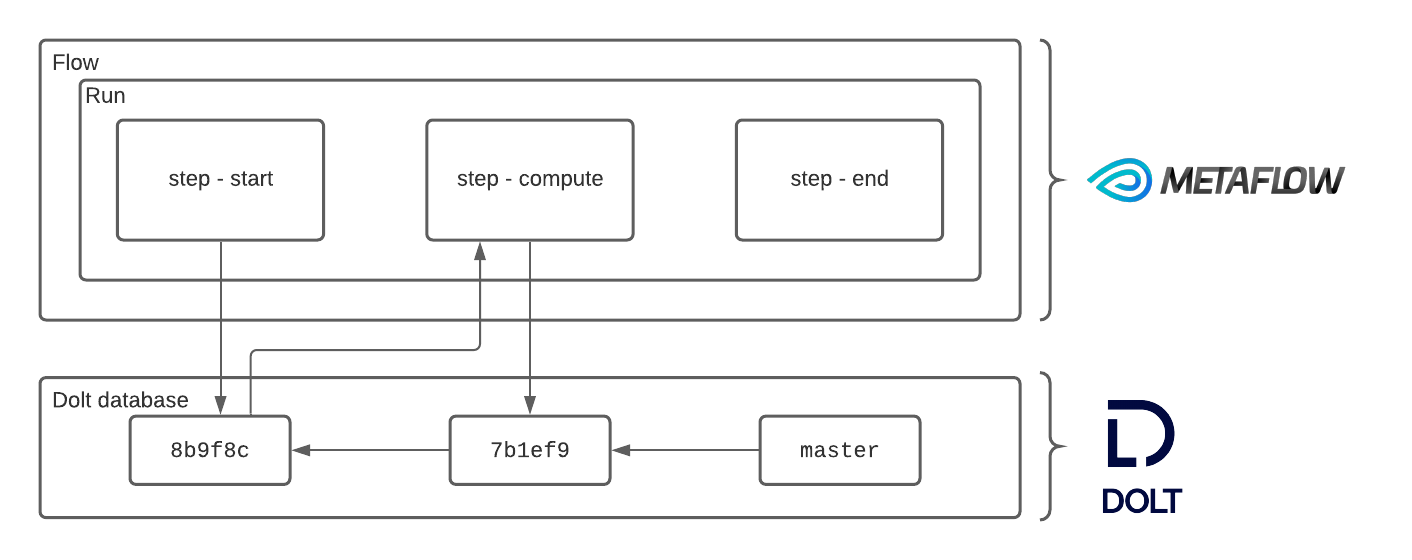 Flow
Run
step - start
step - compute
step - end
METAFLOW
Dolt database
8b9f8c
7b1ef9
master
DOLT